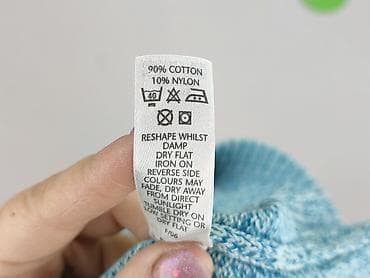 90% COTTON
10% NYLON
40
RESHAPE WHILST
DAMP
DRY FLAT
IRON ON
REVERSE SIDE
COLOURS MAY
FADE, DRY AWAY
FROM DIRECT
SUNLIGHT
TUMBLE DRY ON
LOW SETTING OR
DRY FLAT
F/06